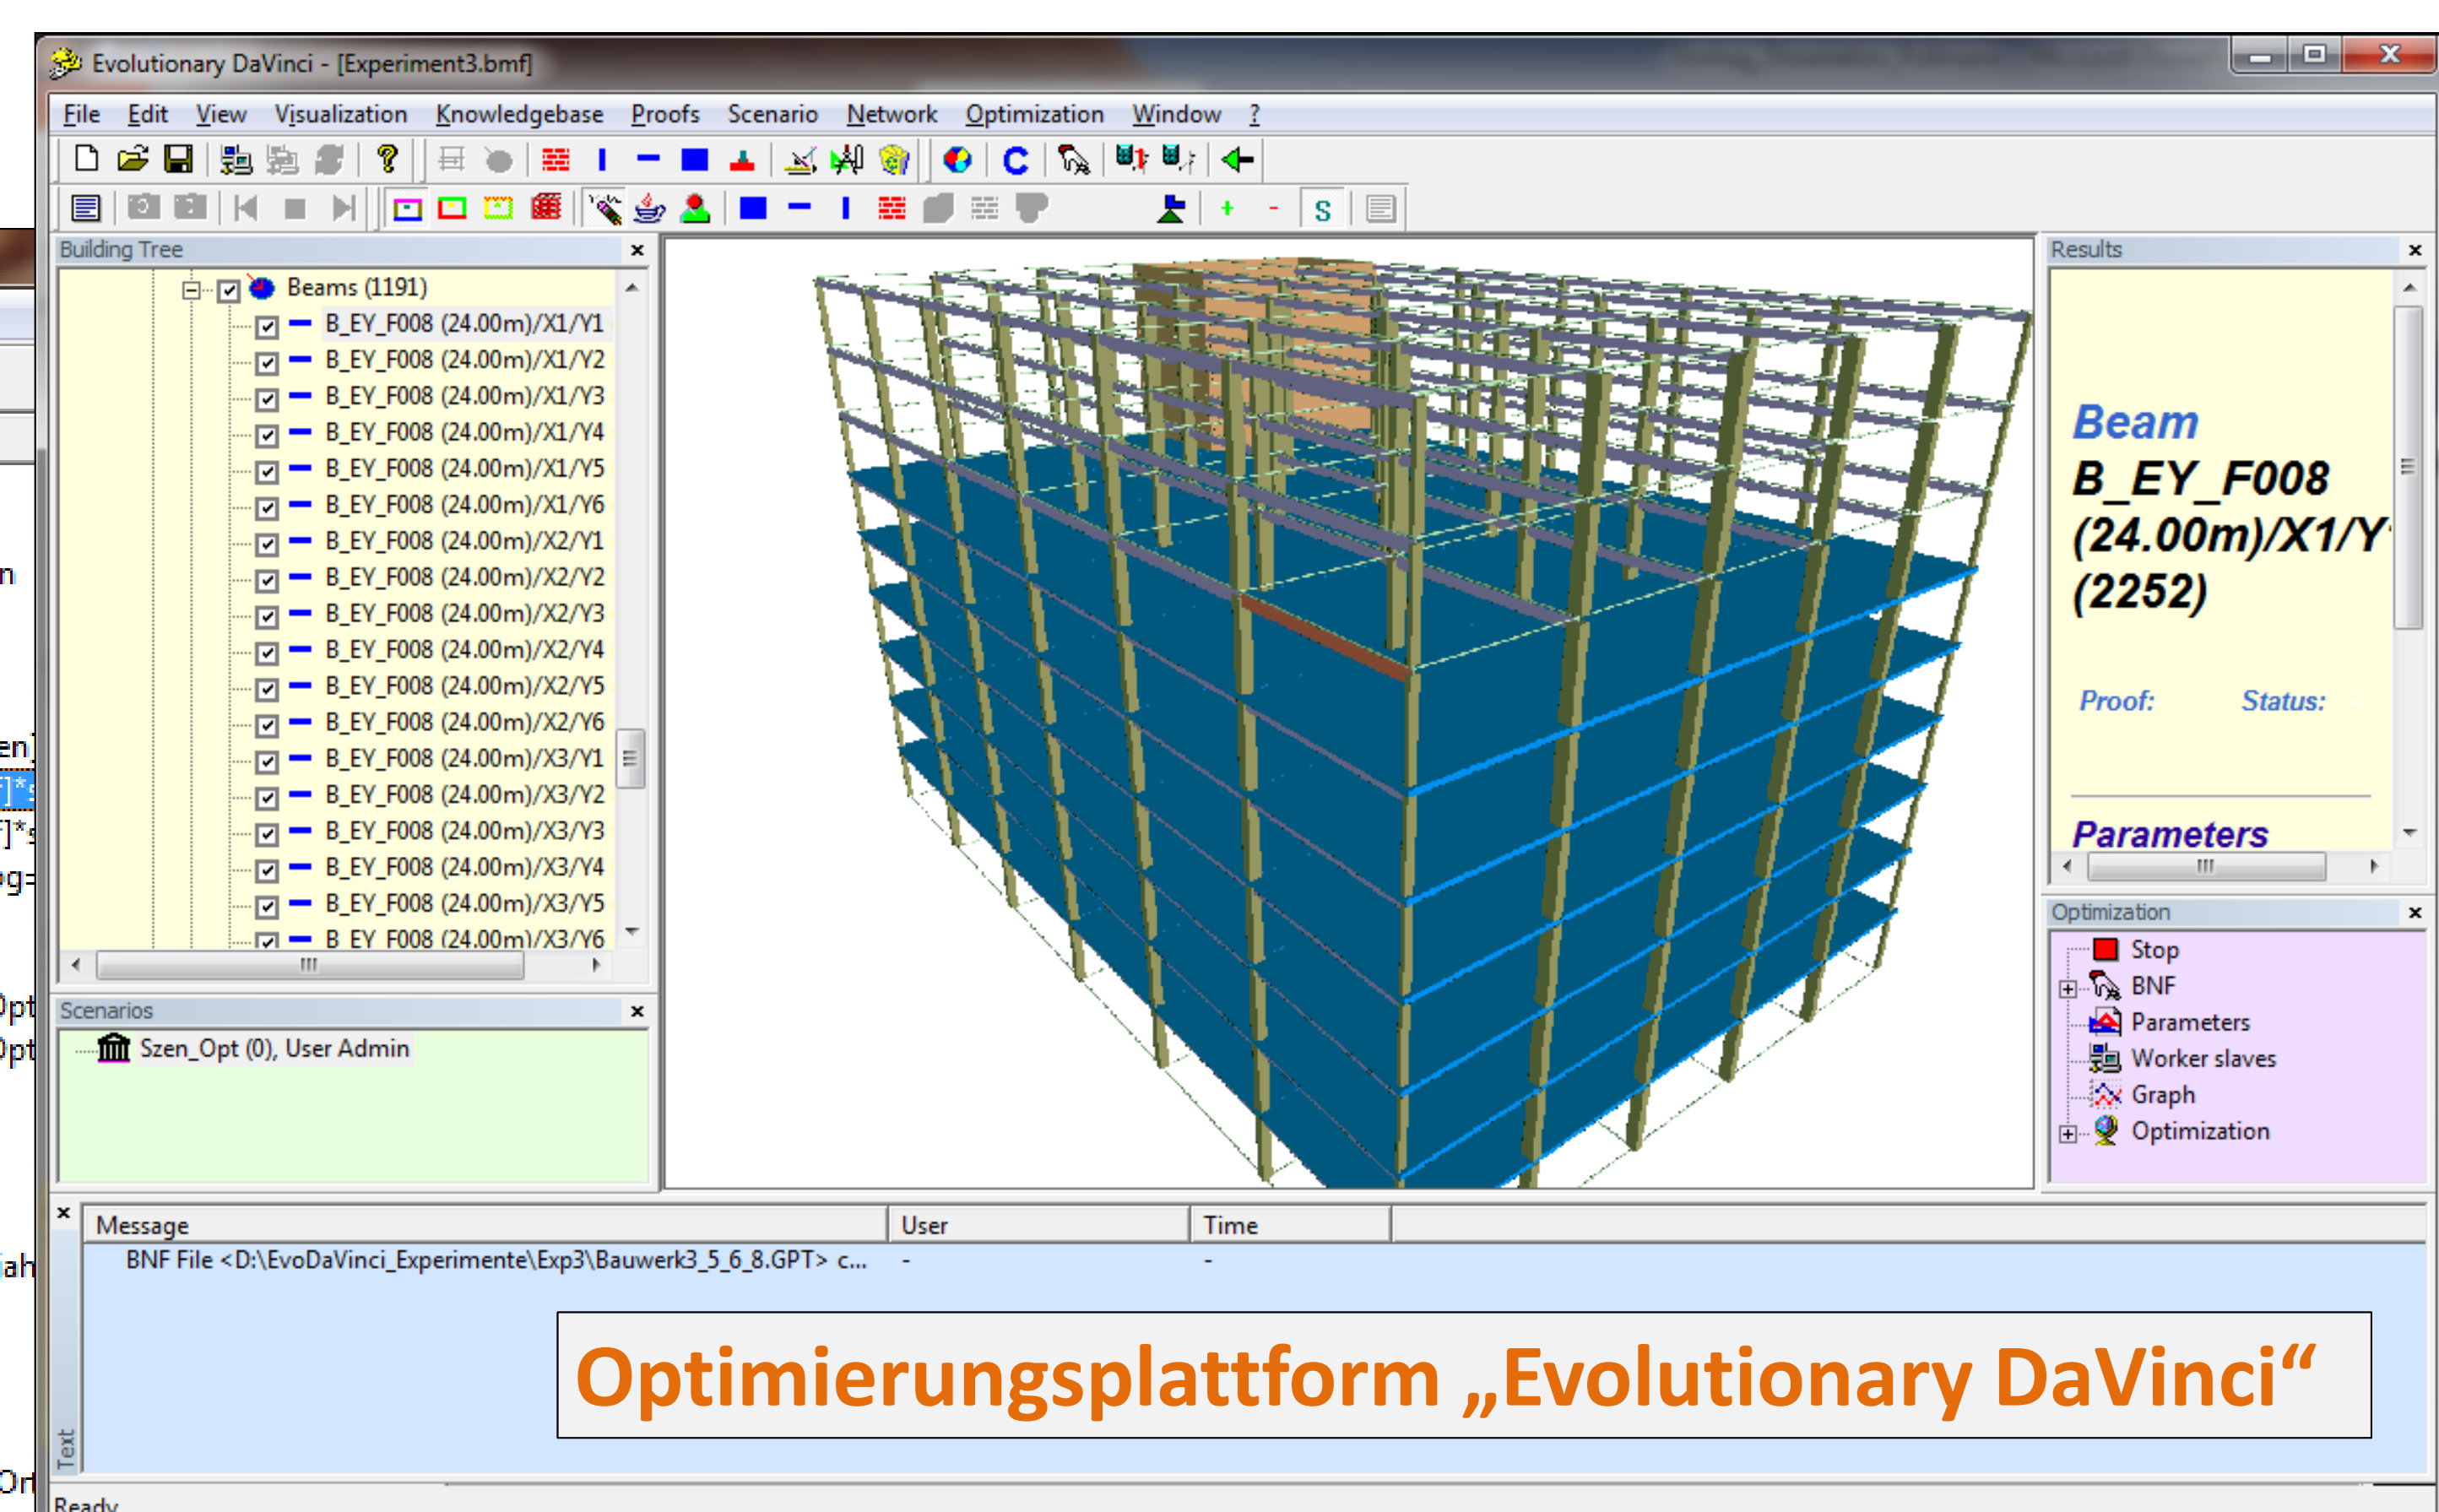 Evolutionary DaVinci - [Experiment3.bmf]
File Edit View Visualization Knowledgebase Proofs Scenario Network Optimization Window ?
C
S
Building Tree
Beams (1191)
B_EY_F008 (24.00m)/X1/Y1
B_EY_F008 (24.00m)/X1/Y2
B_EY_F008 (24.00m)/X1/Y3
B_EY_F008 (24.00m)/X1/Y4
B_EY_F008 (24.00m)/X1/Y5
B_EY_F008 (24.00m)/X1/Y6
B_EY_F008 (24.00m)/X2/Y1
B_EY_F008 (24.00m)/X2/Y2
B_EY_F008 (24.00m)/X2/Y3
B_EY_F008 (24.00m)/X2/Y4
B_EY_F008 (24.00m)/X2/Y5
B_EY_F008 (24.00m)/X2/Y6
B_EY_F008 (24.00m)/X3/Y1
B_EY_F008 (24.00m)/X3/Y2
B_EY_F008 (24.00m)/X3/Y3
B_EY_F008 (24.00m)/X3/Y4
B_EY_F008 (24.00m)/X3/Y5
B_EY_F008 (24.00m)/X3/Y6
Scenarios
Szen_Opt (0), User Admin
Results
Beam
B_EY_F008
(24.00m)/X1/Y
(2252)
Proof: Status:
Parameters
Optimization
Stop
BNF
Parameters
Worker slaves
Graph
Optimization
Message User Time
BNF File <D:\EvoDaVinci_Experimente\Exp3\Bauwerk3_5_6_8.GPT> c... - -
Optimierungsplattform „Evolutionary DaVinci“
Text
Ready